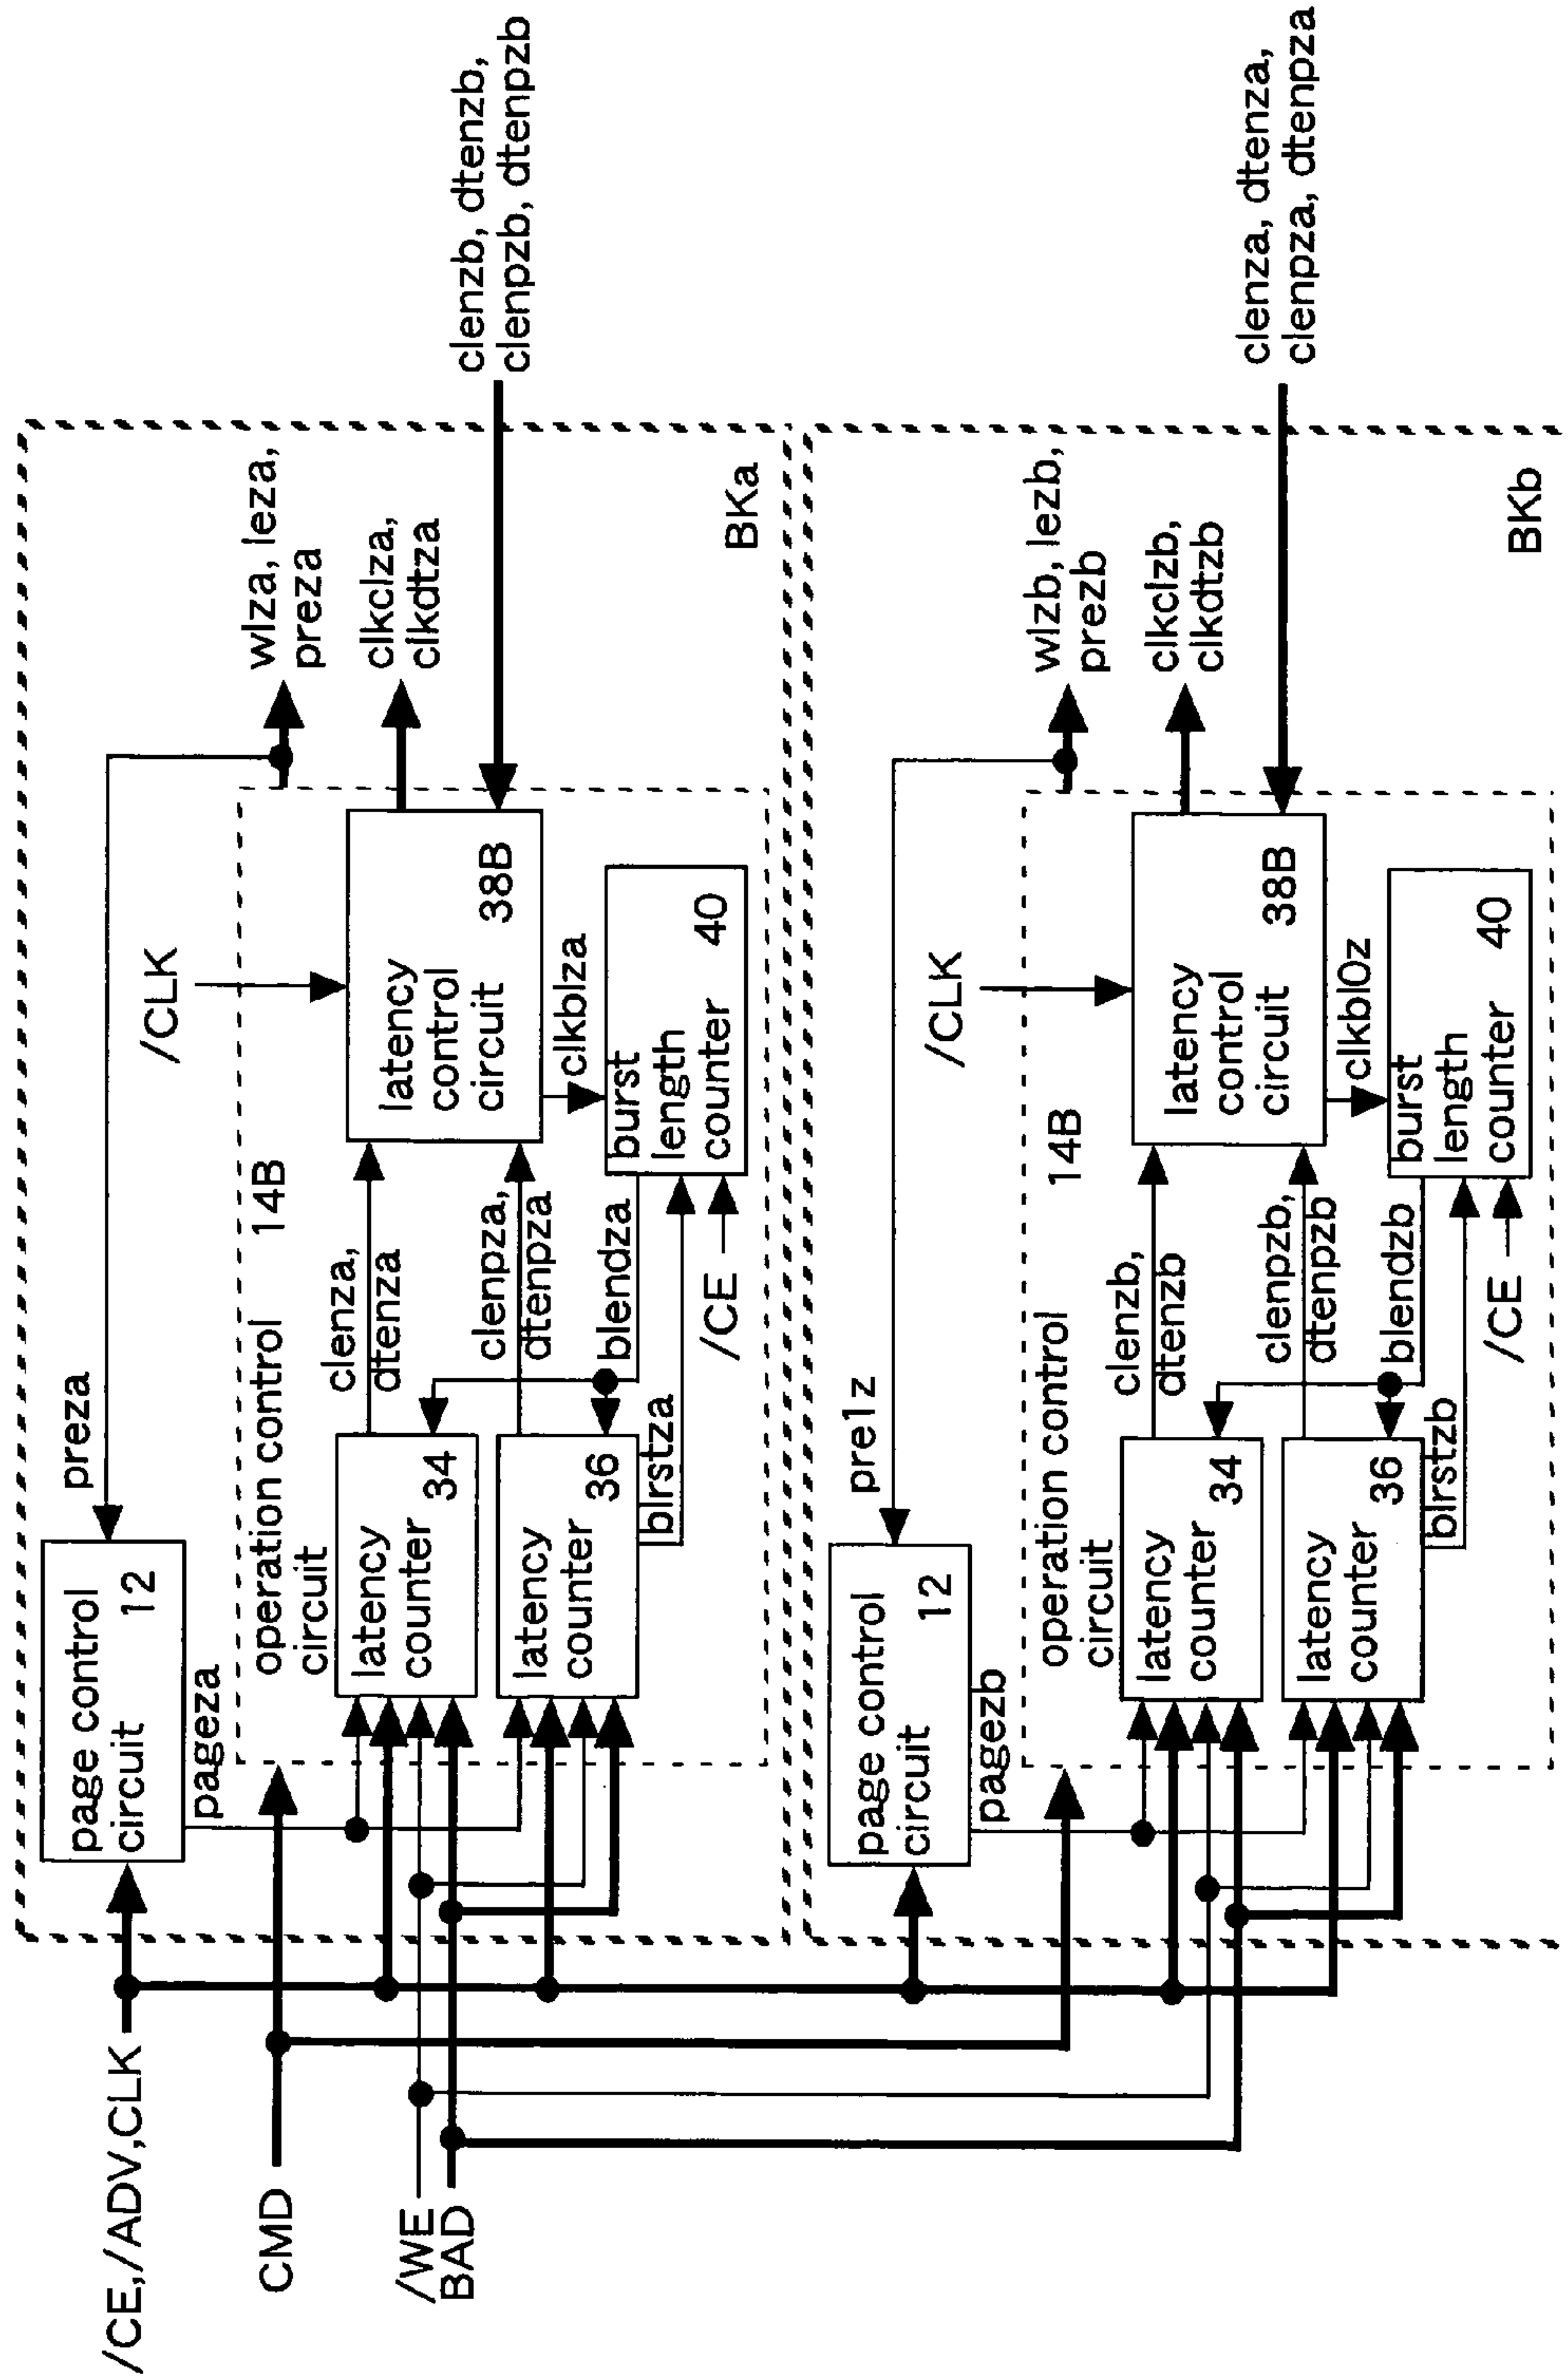 /CE,/ADV,CLK
CMD
/WE
BAD
page control
circuit 12
preza
pageza
operation control 14B
circuit
/CLK
wlza, leza,
preza
clkclza,
clkdtza
latency
counter 34
latency
counter 36
clenza,
dtenza
clenpza,
dtenpza
blendza
blrstza
/CE
latency
control
circuit 38B
clkblza
burst
length
counter 40
clenzb, dtenzb,
clenpzb, dtenpzb
BKa
page control
circuit 12
pre1z
pagezb
operation control 14B
circuit
/CLK
wlzb, lezb,
prezb
clkclzb,
clkdtzb
latency
counter 34
latency
counter 36
clenzb,
dtenzb
clenpzb,
dtenpzb
blendzb
blrstzb
/CE
latency
control
circuit 38B
clkbl0z
burst
length
counter 40
clenza, dtenza,
clenpza, dtenpza
BKb